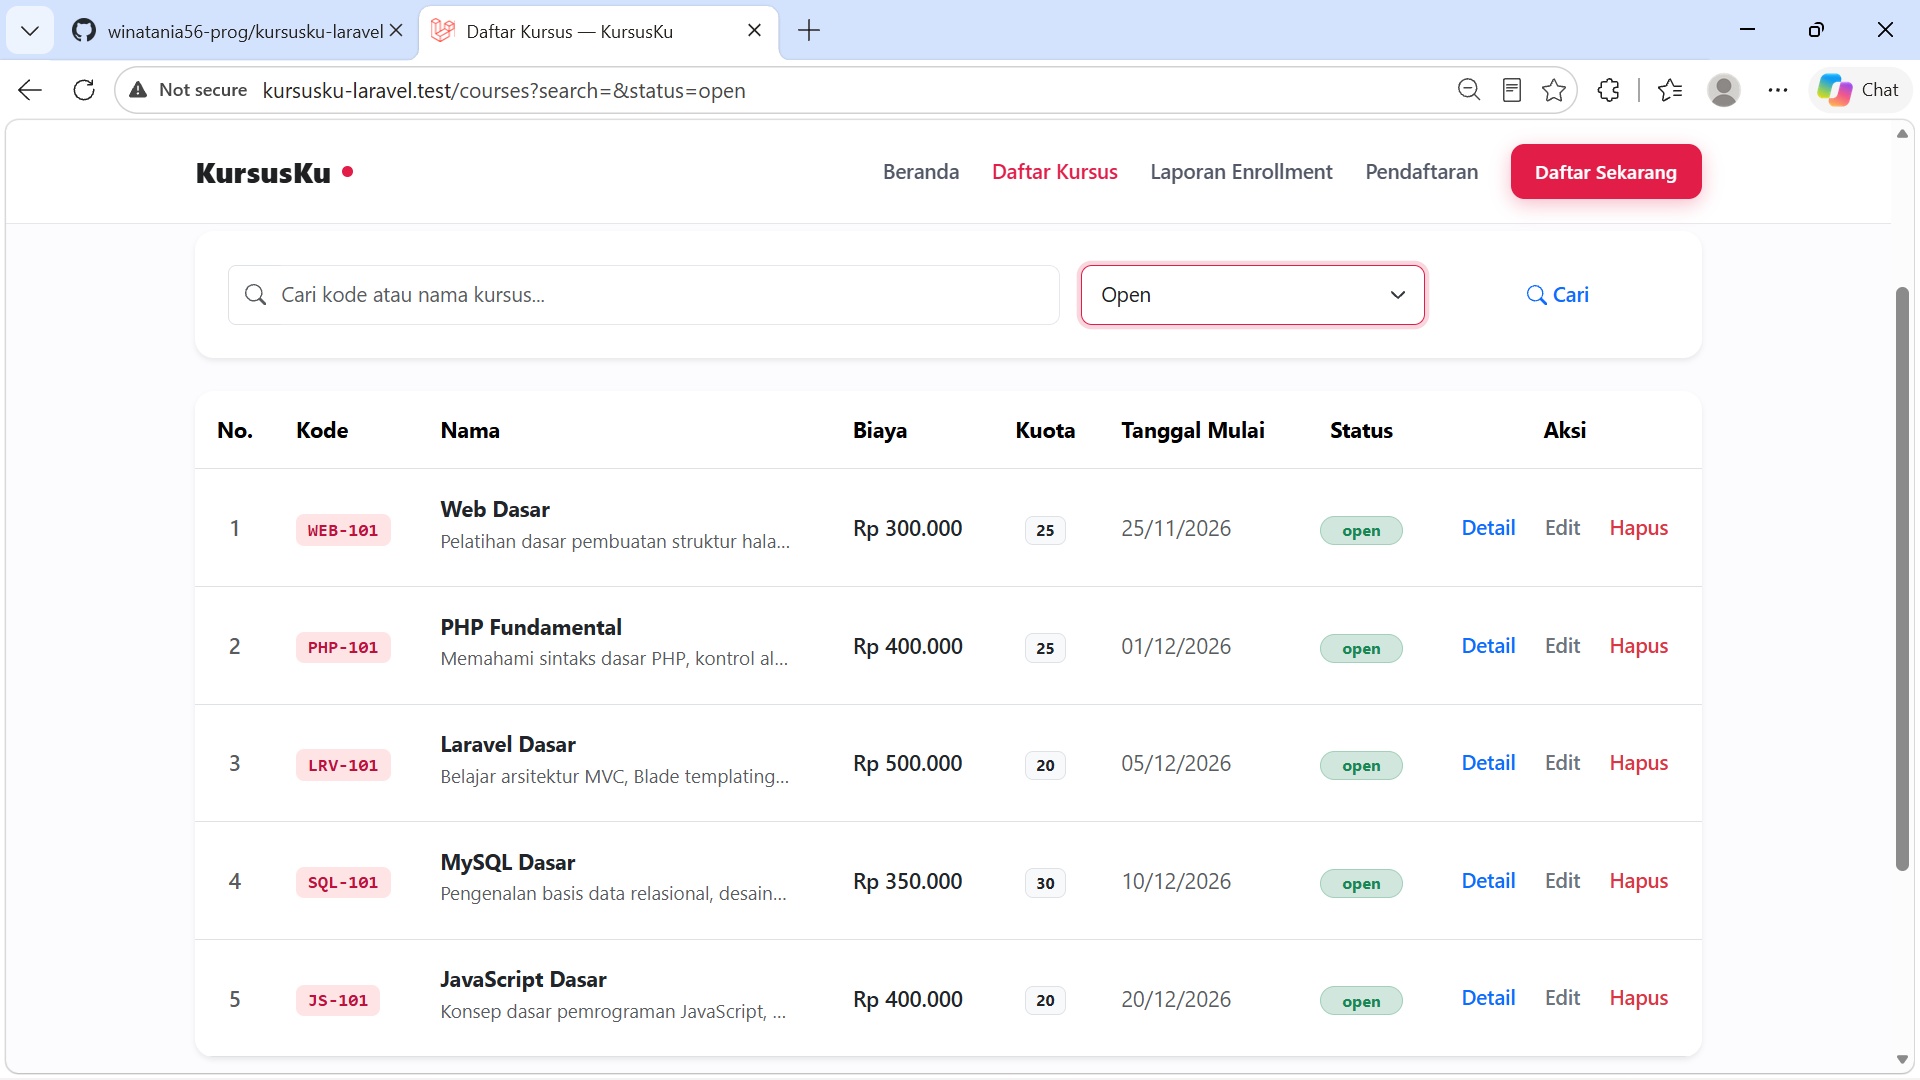 winatania56-prog/kursusku-laravel
Daftar Kursus — KursusKu
Not secure
kursusku-laravel.test/courses?search=&status=open
Chat
KursusKu
Beranda
Daftar Kursus
Laporan Enrollment
Pendaftaran
Daftar Sekarang
Cari kode atau nama kursus...
Open
Cari
No. Kode Nama Biaya Kuota Tanggal Mulai Status Aksi
1 WEB-101 Web Dasar Rp 300.000 25 25/11/2026 open Detail Edit Hapus
Pelatihan dasar pembuatan struktur hala...
2 PHP-101 PHP Fundamental Rp 400.000 25 01/12/2026 open Detail Edit Hapus
Memahami sintaks dasar PHP, kontrol al...
3 LRV-101 Laravel Dasar Rp 500.000 20 05/12/2026 open Detail Edit Hapus
Belajar arsitektur MVC, Blade templating...
4 SQL-101 MySQL Dasar Rp 350.000 30 10/12/2026 open Detail Edit Hapus
Pengenalan basis data relasional, desain...
5 JS-101 JavaScript Dasar Rp 400.000 20 20/12/2026 open Detail Edit Hapus
Konsep dasar pemrograman JavaScript, ...